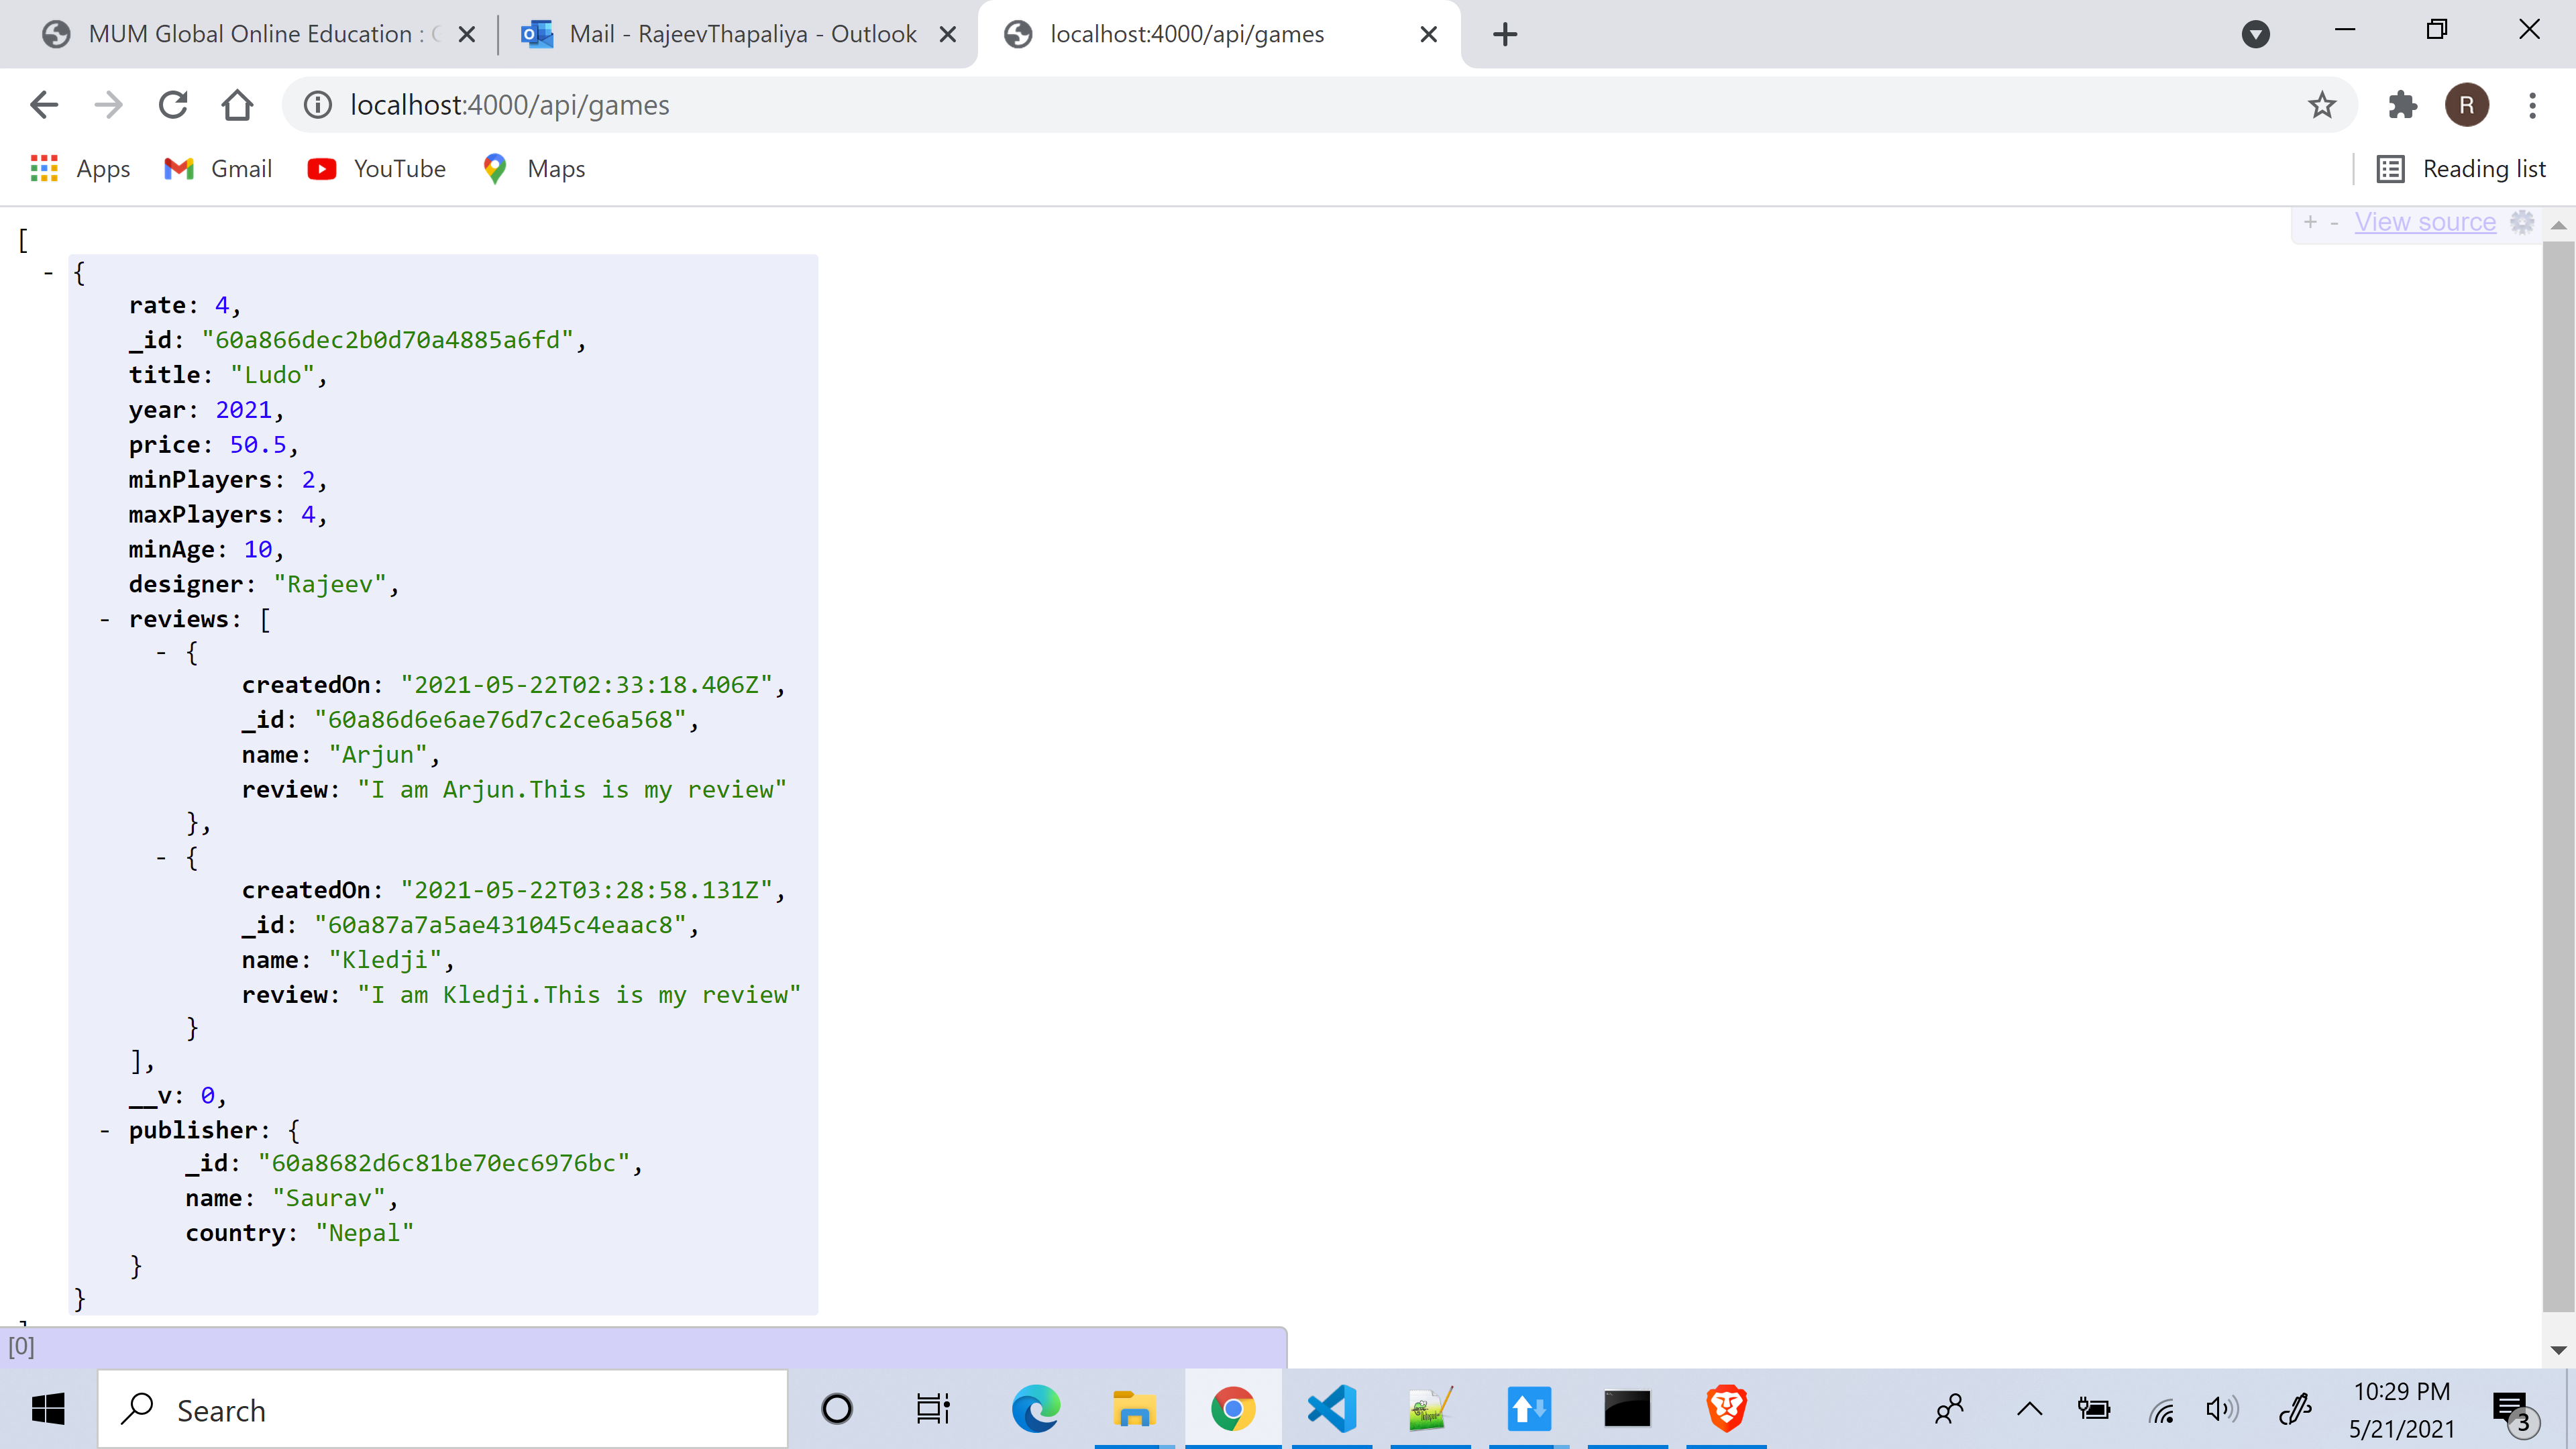 MUM Global Online Education :
Mail - RajeevThapaliya - Outlook
localhost:4000/api/games
localhost:4000/api/games
R
Apps
Gmail
YouTube
Maps
Reading list
+ - View source
[
- {
rate: 4,
_id: "60a866dec2b0d70a4885a6fd",
title: "Ludo",
year: 2021,
price: 50.5,
minPlayers: 2,
maxPlayers: 4,
minAge: 10,
designer: "Rajeev",
- reviews: [
- {
createdOn: "2021-05-22T02:33:18.406Z",
_id: "60a86d6e6ae76d7c2ce6a568",
name: "Arjun",
review: "I am Arjun.This is my review"
},
- {
createdOn: "2021-05-22T03:28:58.131Z",
_id: "60a87a7a5ae431045c4eaac8",
name: "Kledji",
review: "I am Kledji.This is my review"
}
],
__v: 0,
- publisher: {
_id: "60a8682d6c81be70ec6976bc",
name: "Saurav",
country: "Nepal"
}
}
[0]
Search
10:29 PM
5/21/2021
3